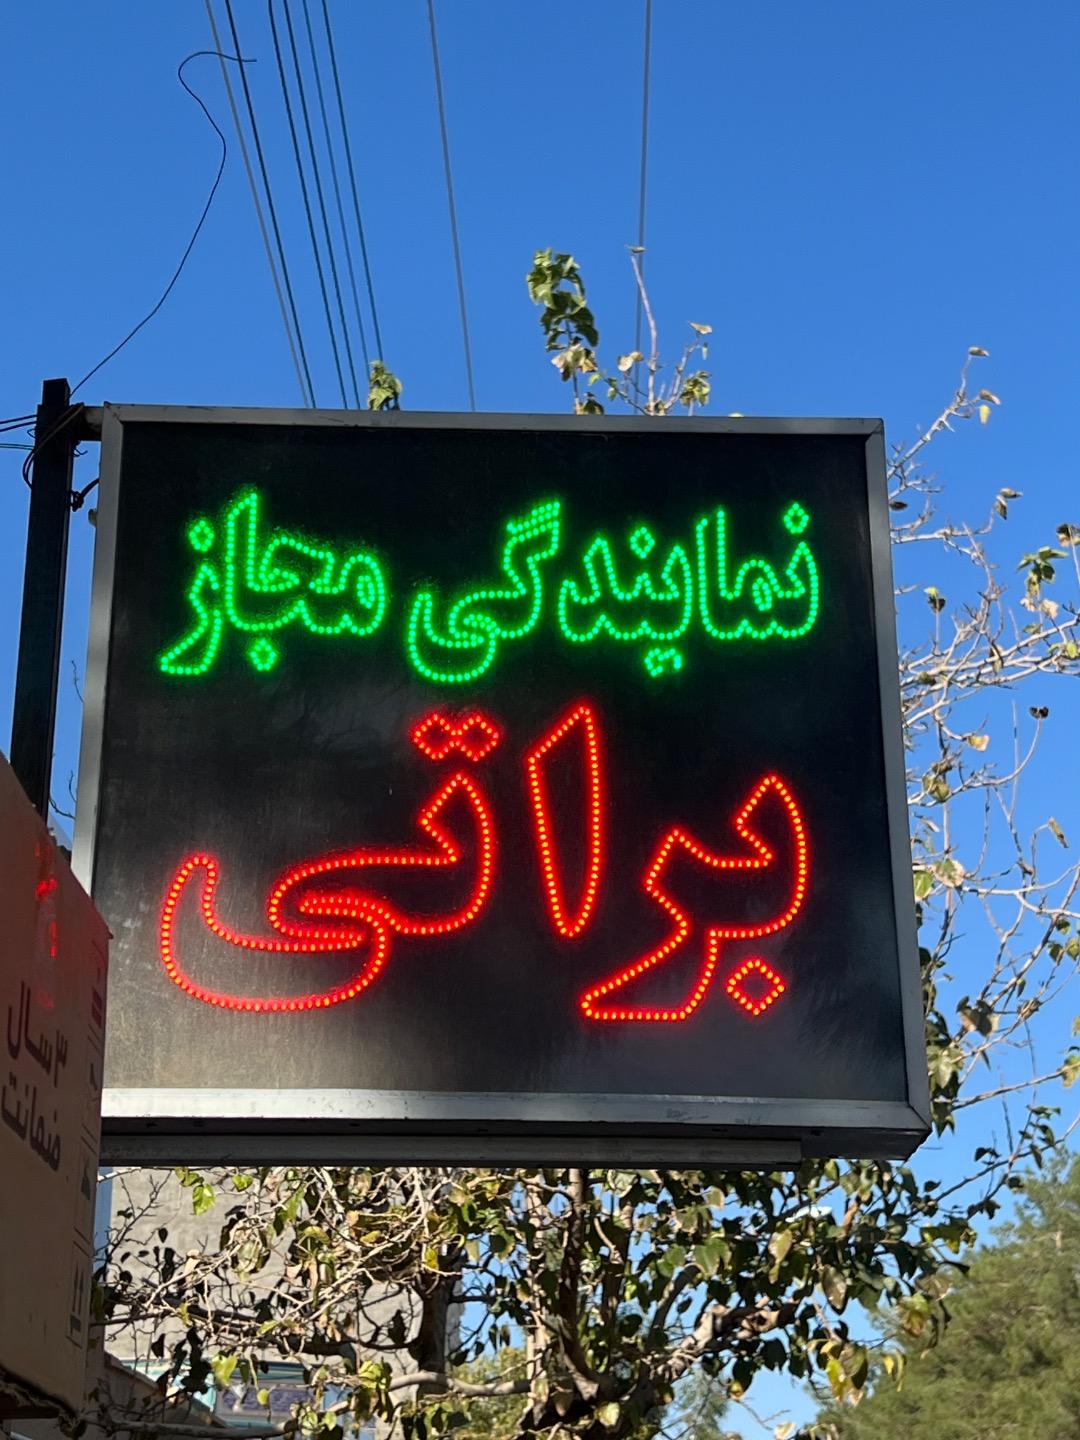 نمایندگی مجاز
براتی
۳ سال
ضمانت